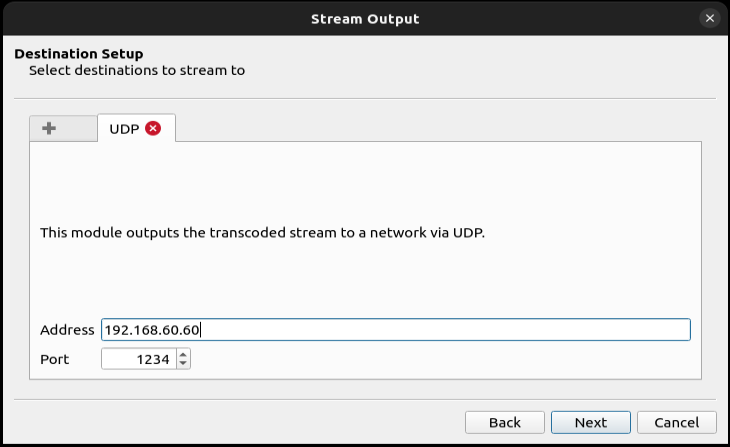 Stream Output
Destination Setup
Select destinations to stream to
UDP
This module outputs the transcoded stream to a network via UDP.
Address 192.168.60.60
Port 1234
Back Next Cancel